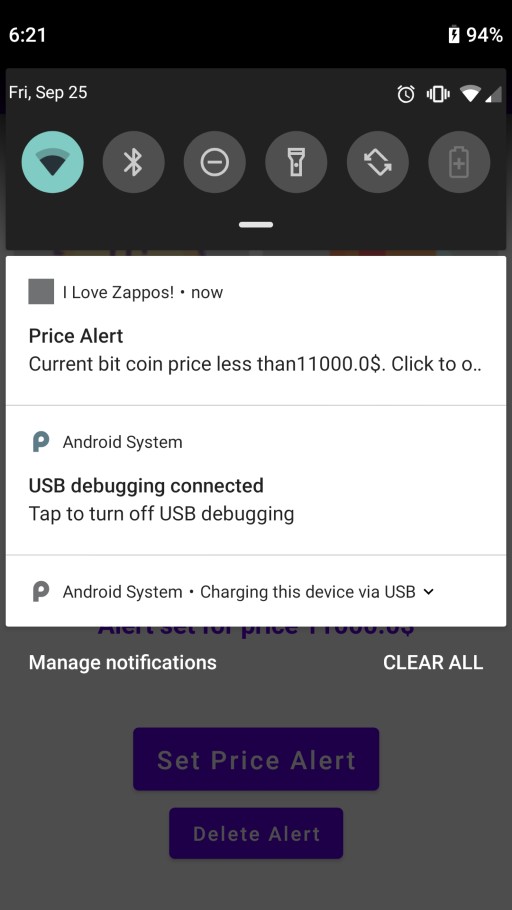 6:21
94%
Fri, Sep 25
I Love Zappos! • now
Price Alert
Current bit coin price less than11000.0$. Click to o..
Android System
USB debugging connected
Tap to turn off USB debugging
Android System • Charging this device via USB
Alert set for price 11000.0$
Manage notifications
CLEAR ALL
Set Price Alert
Delete Alert